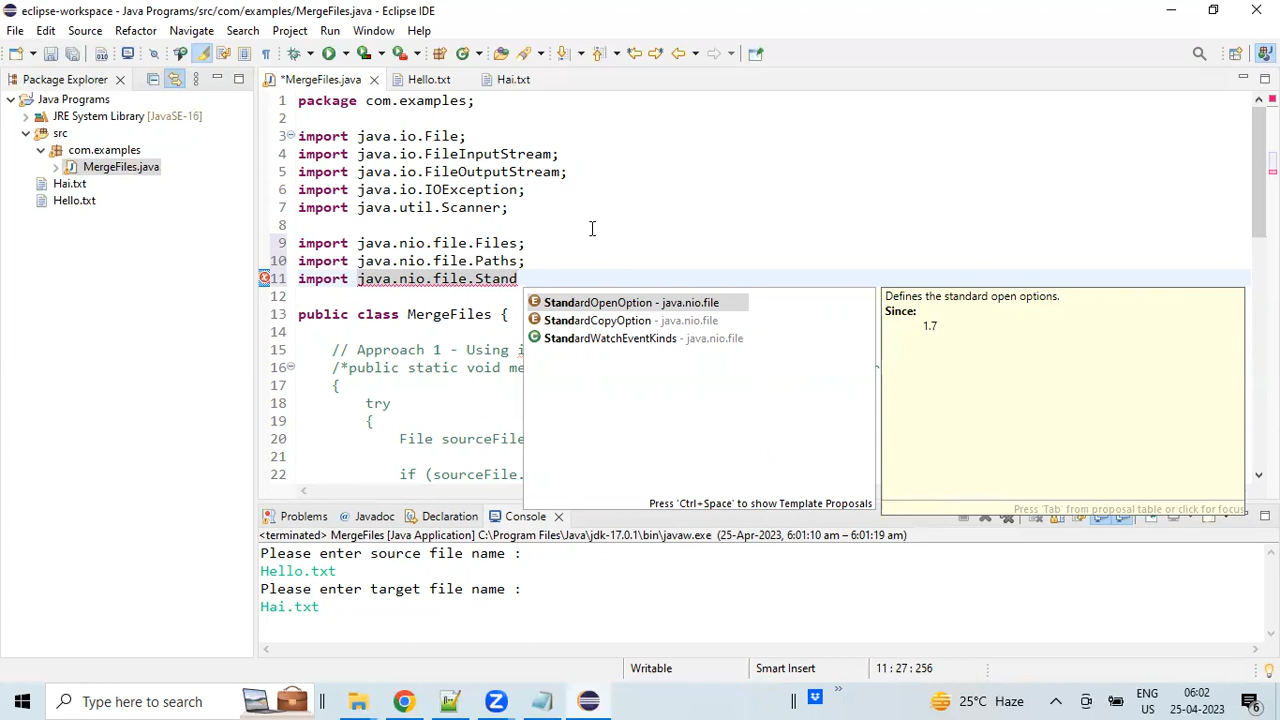 eclipse-workspace - Java Programs/src/com/examples/MergeFiles.java - Eclipse IDE
File Edit Source Refactor Navigate Search Project Run Window Help
Package Explorer
*MergeFiles.java Hello.txt Hai.txt
Java Programs
JRE System Library [JavaSE-16]
src
com.examples
MergeFiles.java
Hai.txt
Hello.txt
1 package com.examples;
2
3 import java.io.File;
4 import java.io.FileInputStream;
5 import java.io.FileOutputStream;
6 import java.io.IOException;
7 import java.util.Scanner;
8
9 import java.nio.file.Files;
10 import java.nio.file.Paths;
11 import java.nio.file.Stand
12
13 public class MergeFiles {
14
15 // Approach 1 - Using i
16 /*public static void me
17 {
18 try
19 {
20 File sourceFile
21
22 if (sourceFile.
StandardOpenOption - java.nio.file
StandardCopyOption - java.nio.file
StandardWatchEventKinds - java.nio.file
Press 'Ctrl+Space' to show Template Proposals
Defines the standard open options.
Since:
1.7
Press 'Tab' from proposal table or click for focus
Problems Javadoc Declaration Console
<terminated> MergeFiles [Java Application] C:\Program Files\Java\jdk-17.0.1\bin\javaw.exe (25-Apr-2023, 6:01:10 am – 6:01:19 am)
Please enter source file name :
Hello.txt
Please enter target file name :
Hai.txt
Writable Smart Insert 11 : 27 : 256
Type here to search
25°C Haze
ENG
US
06:02
25-04-2023
6